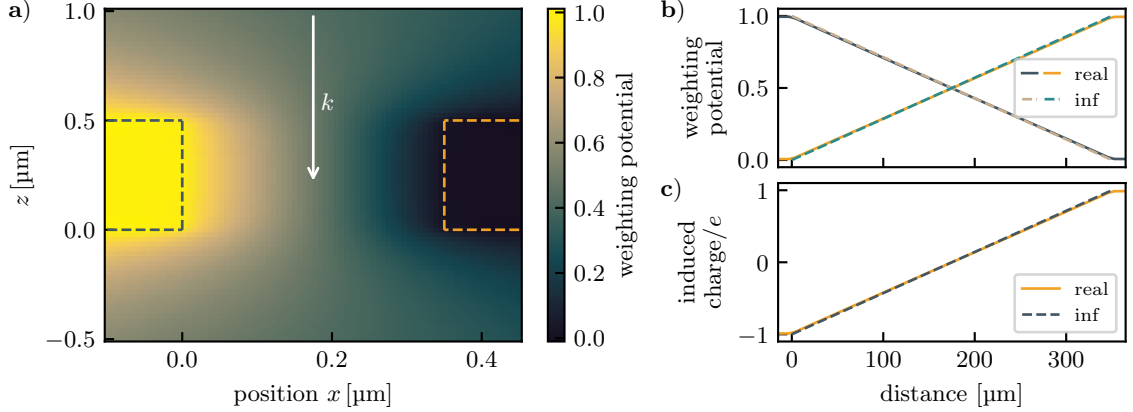 a)
1.0
0.5
0.0
−0.5
z [µm]
0.0
0.2
0.4
position x [µm]
k
1.0
0.8
0.6
0.4
0.2
0.0
weighting potential
b)
1.0
0.5
0.0
weighting
potential
real
inf
c)
1
0
−1
induced
charge/e
real
inf
0
100
200
300
distance [µm]